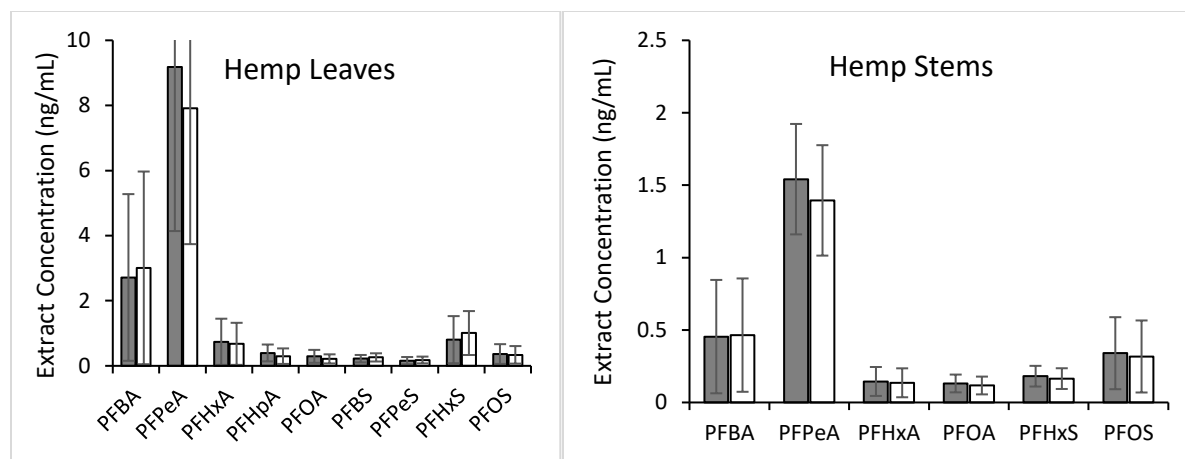 Hemp Leaves
Extract Concentration (ng/mL)
10
8
6
4
2
0
PFBA
PFPeA
PFHxA
PFHpA
PFOA
PFBS
PFPeS
PFHxS
PFOS
Hemp Stems
Extract Concentration (ng/mL)
2.5
2
1.5
1
0.5
0
PFBA PFPeA PFHxA PFOA PFHxS PFOS